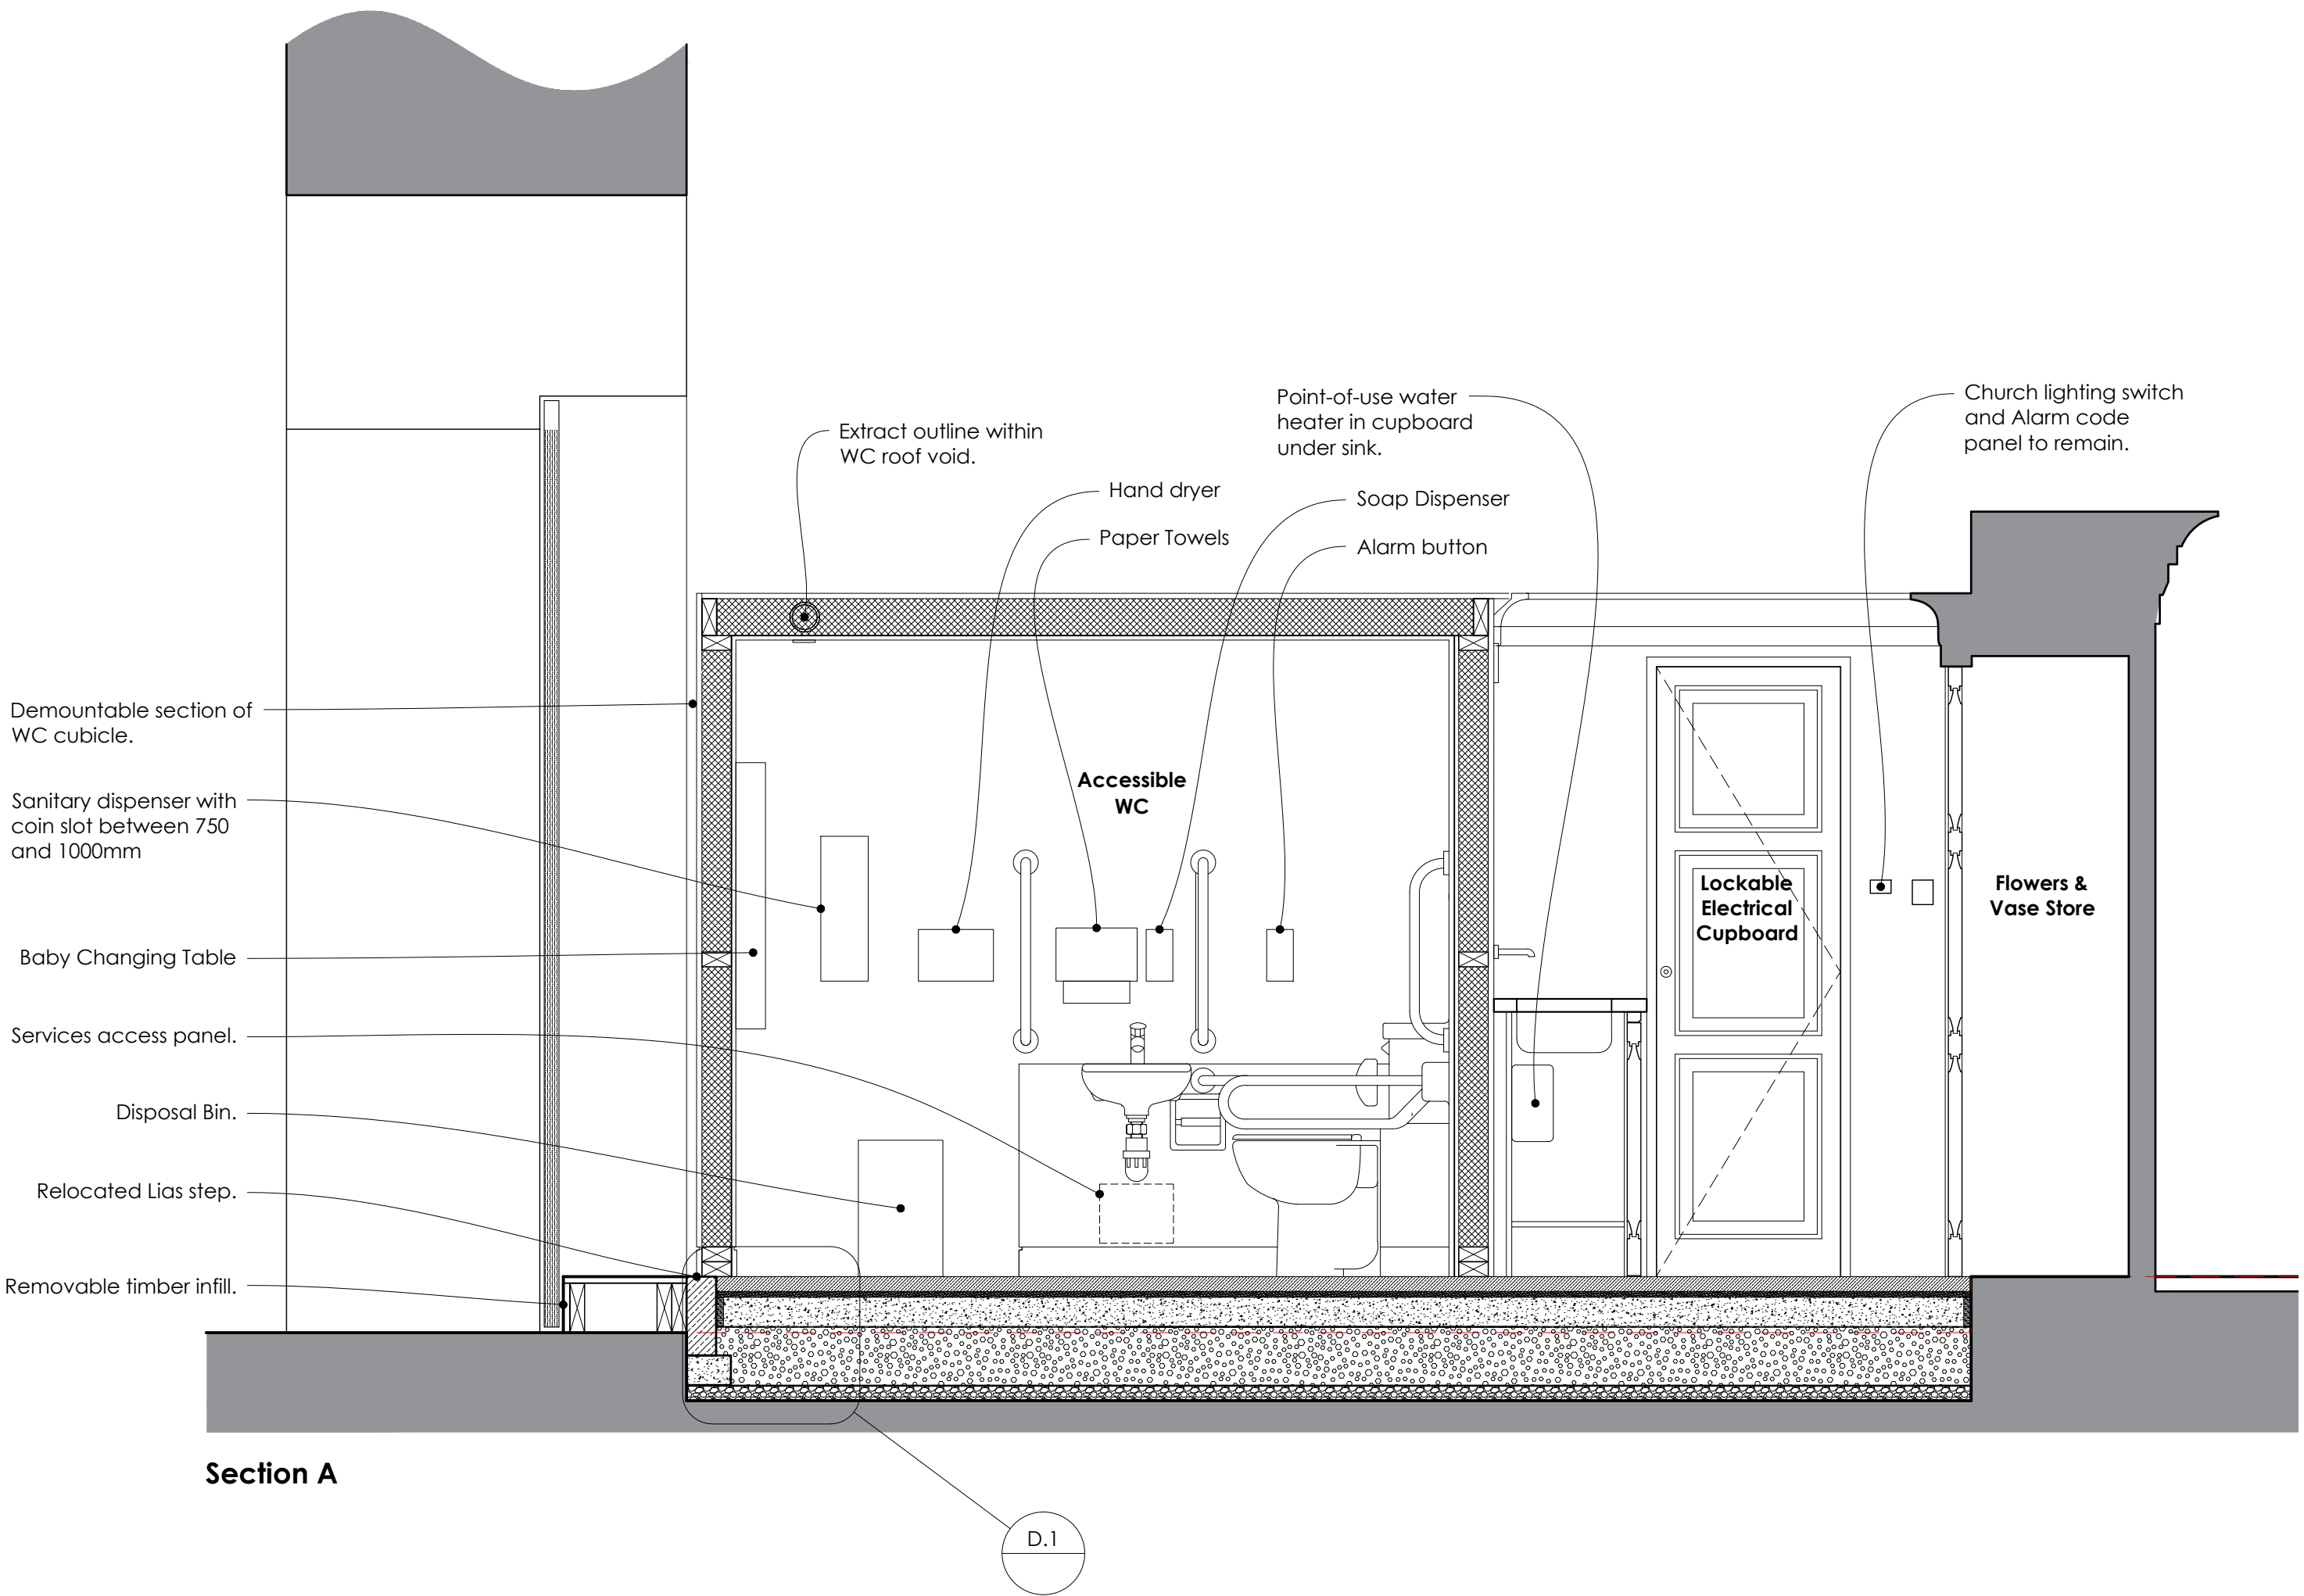 Point-of-use water
heater in cupboard
under sink.
Church lighting switch
and Alarm code
panel to remain.
Extract outline within
WC roof void.
Hand dryer
Soap Dispenser
Paper Towels
Alarm button
Demountable section of
WC cubicle.
Accessible
WC
Sanitary dispenser with
coin slot between 750
and 1000mm
Lockable
Electrical
Cupboard
Flowers &
Vase Store
Baby Changing Table
Services access panel.
Disposal Bin.
Relocated Lias step.
Removable timber infill.
Section A
D.1